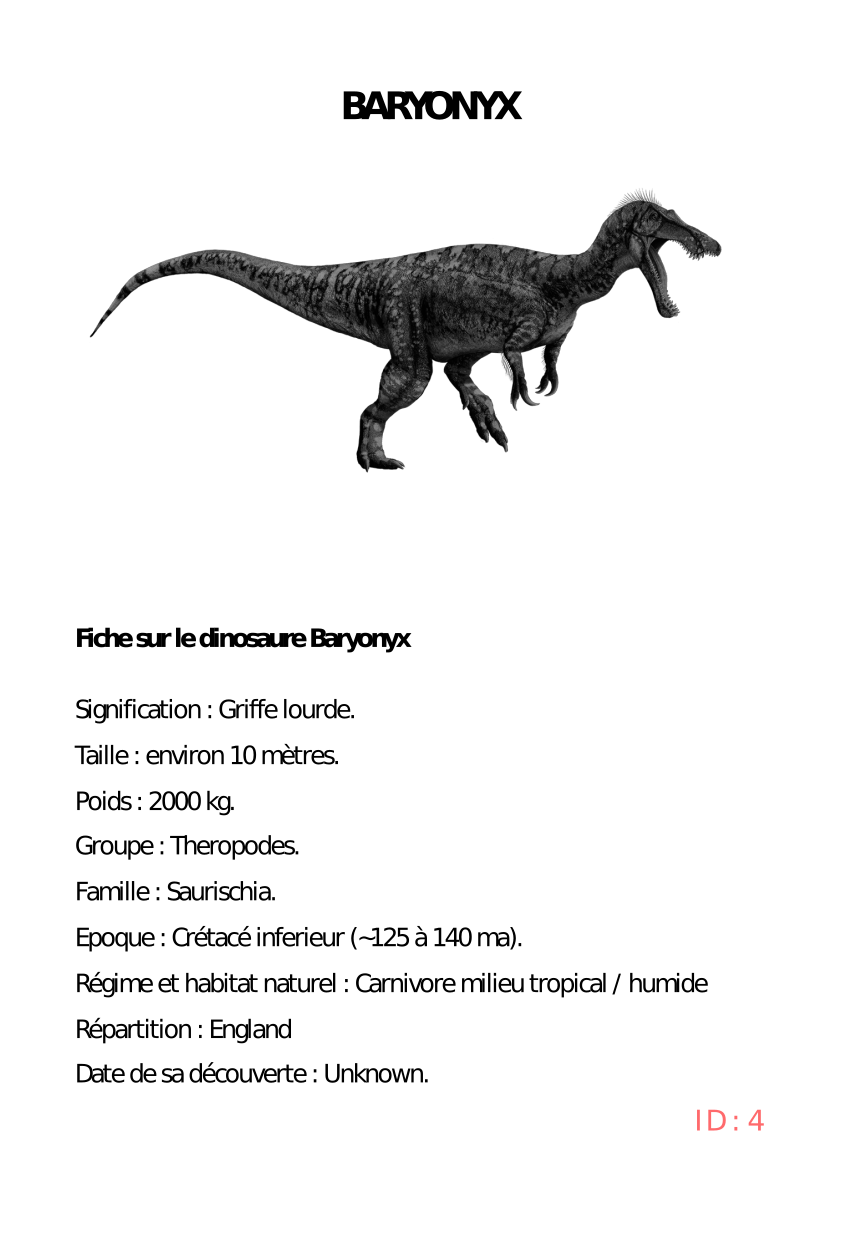 BARYONYX
Fiche sur le dinosaure Baryonyx
Signification : Griffe lourde.
Taille : environ 10 mètres.
Poids : 2000 kg.
Groupe : Theropodes.
Famille : Saurischia.
Epoque : Crétacé inferieur (~125 à 140 ma).
Régime et habitat naturel : Carnivore milieu tropical / humide
Répartition : England
Date de sa découverte : Unknown.
ID : 4